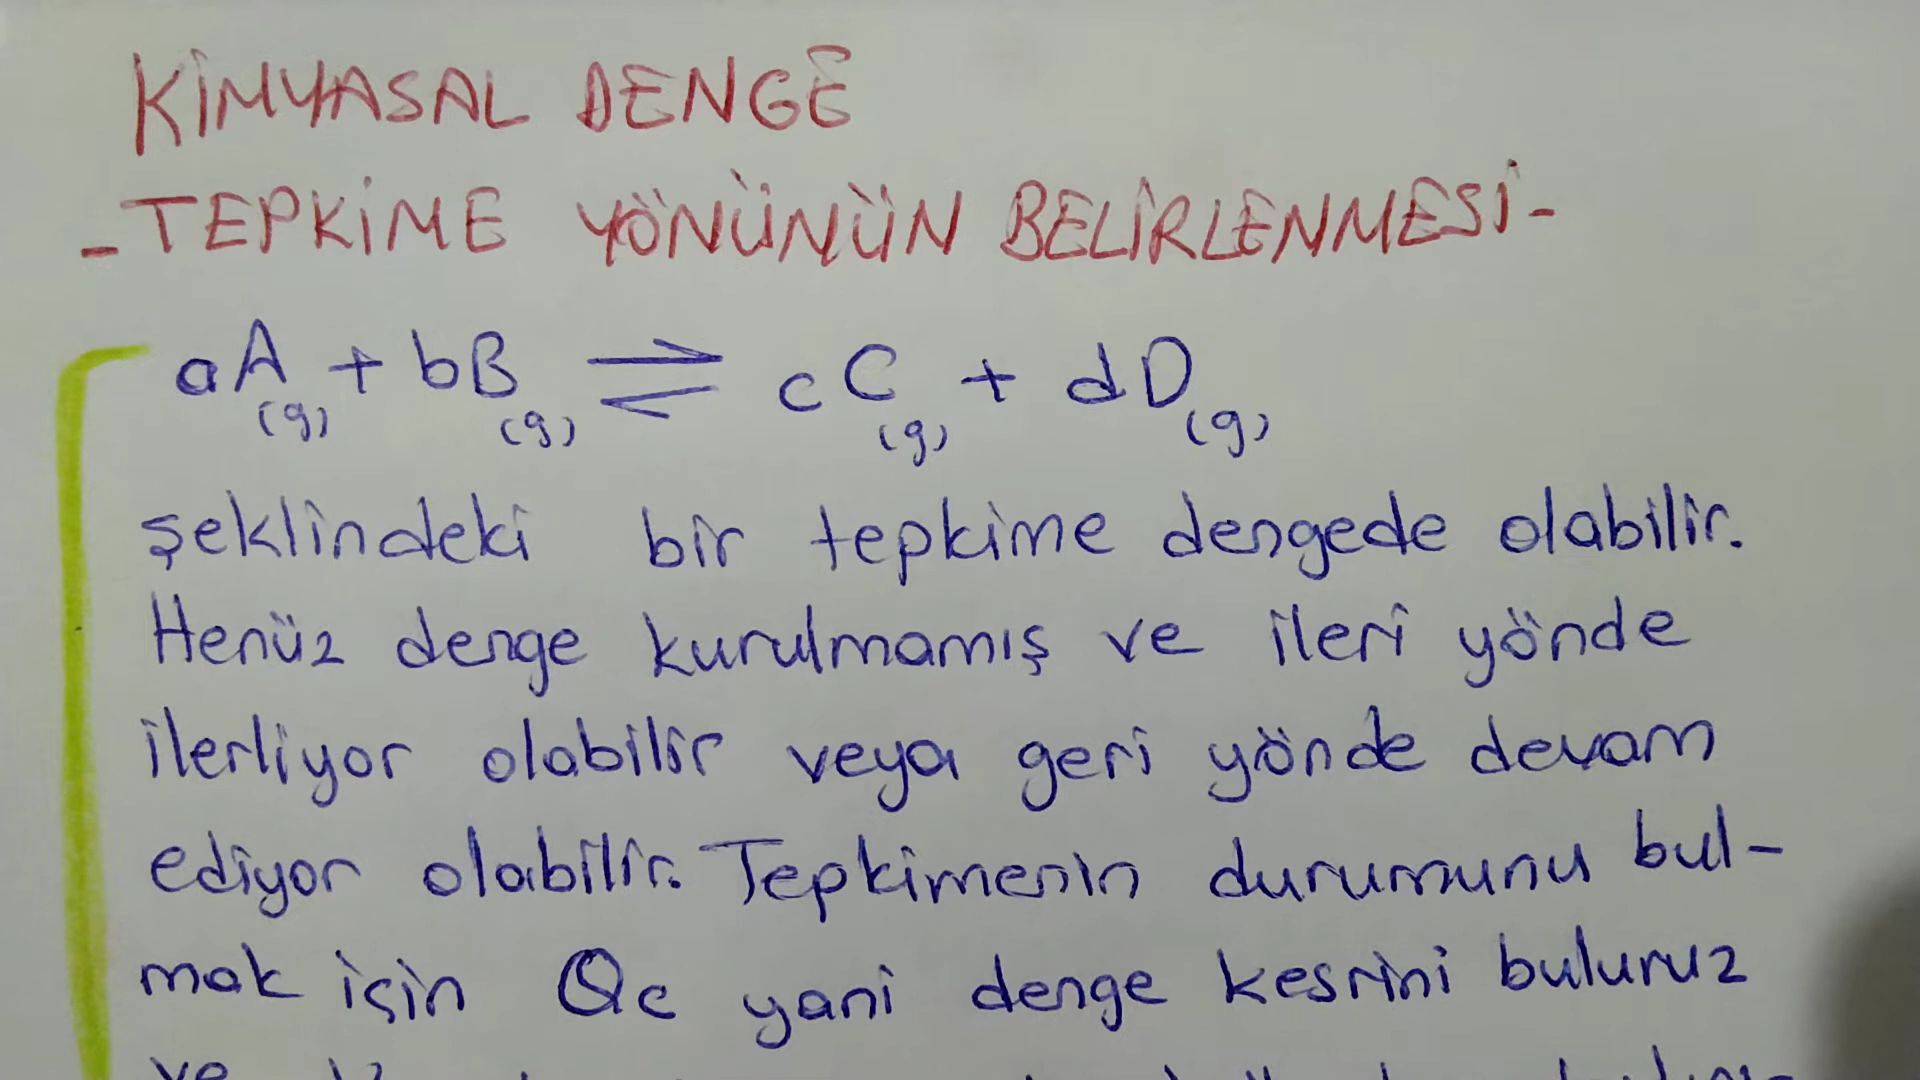 KİMYASAL DENGE
-TEPKİME YÖNÜNÜN BELİRLENMESİ-
aA(g) + bB(g) ⇌ cC(g) + dD(g)
şeklindeki bir tepkime dengede olabilir.
Henüz denge kurulmamış ve ileri yönde
ilerliyor olabilir veya geri yönde devam
ediyor olabilir. Tepkimenin durumunu bul-
mak için Qc yani denge kesrini buluruz
ve